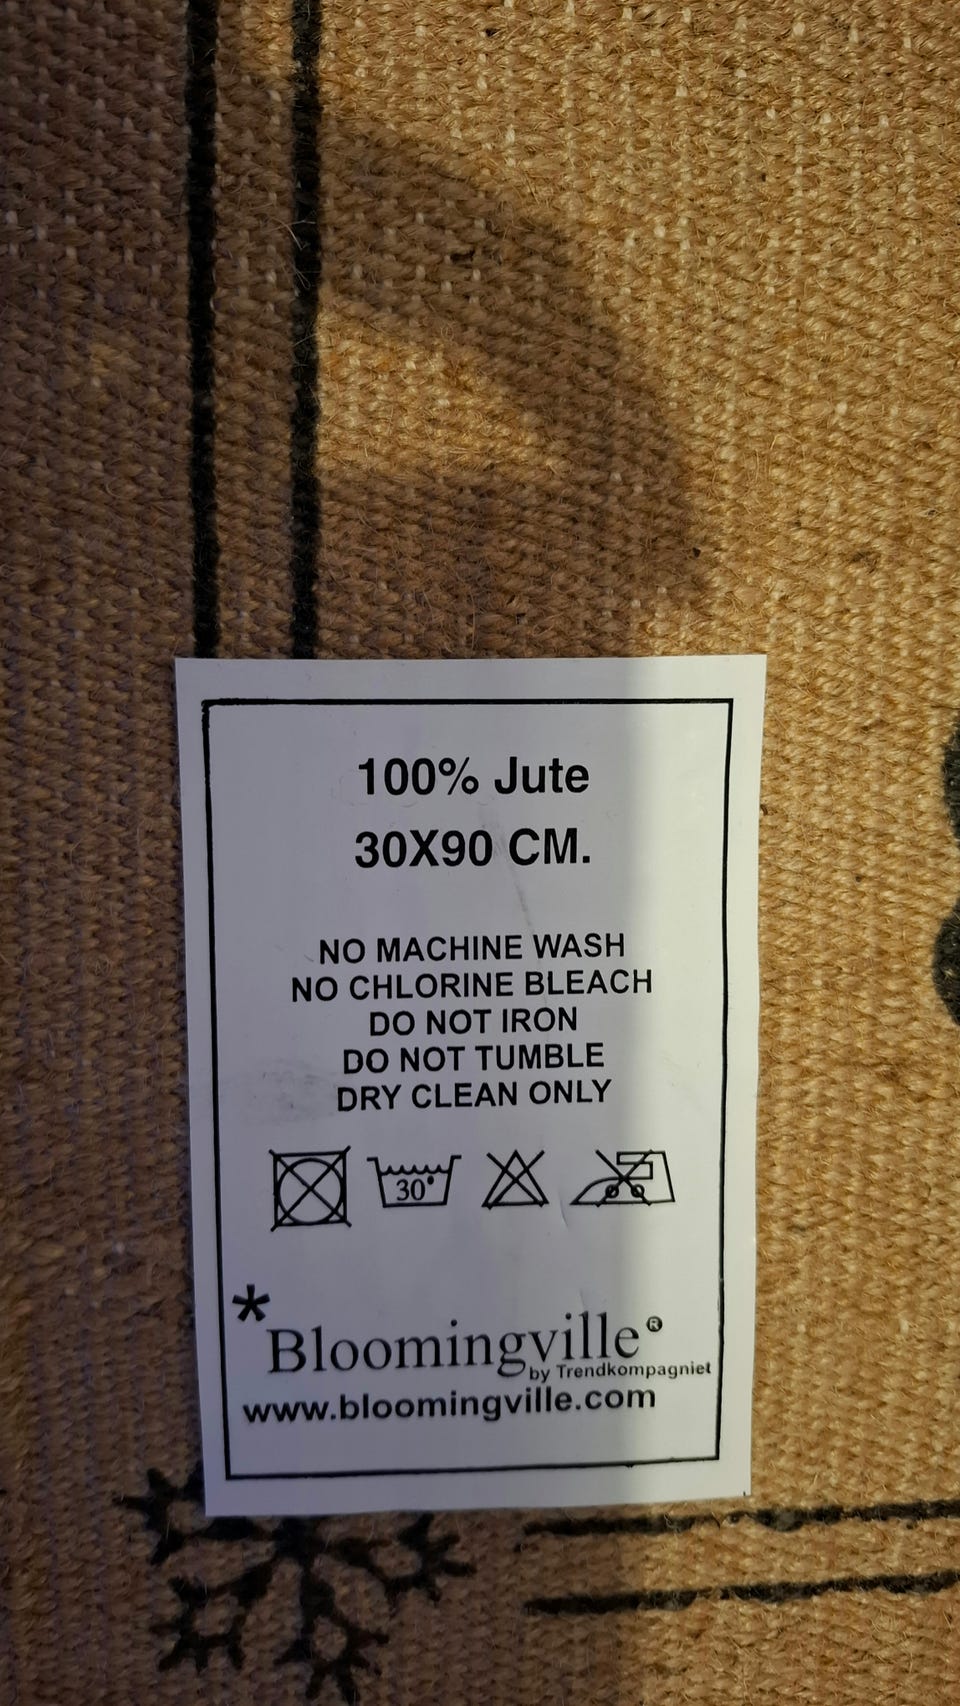 100% Jute
30X90 CM.
NO MACHINE WASH
NO CHLORINE BLEACH
DO NOT IRON
DO NOT TUMBLE
DRY CLEAN ONLY
30°
*Bloomingville®
by Trendkompagniet
www.bloomingville.com